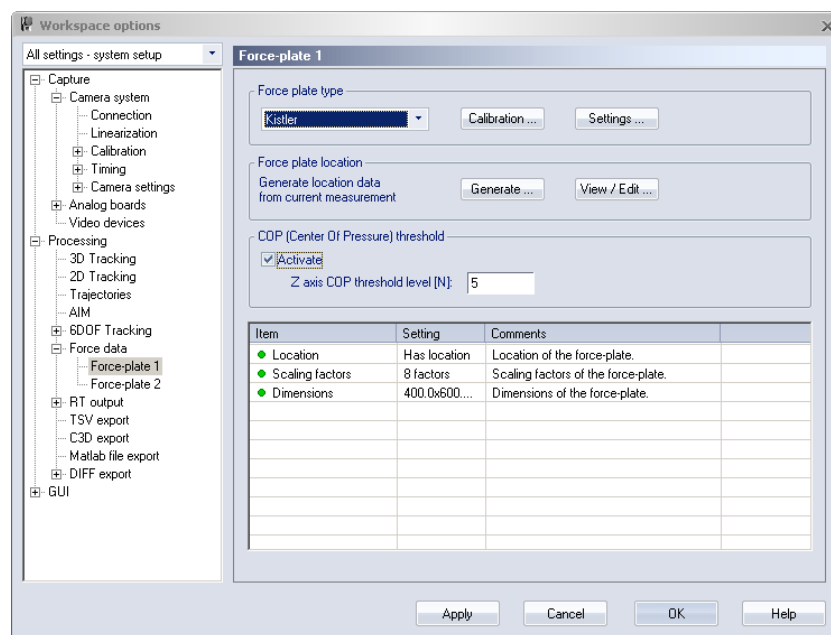 Workspace options
All settings - system setup
Capture
Camera system
Connection
Linearization
Calibration
Timing
Camera settings
Analog boards
Video devices
Processing
3D Tracking
2D Tracking
Trajectories
AIM
6DOF Tracking
Force data
Force-plate 1
Force-plate 2
RT output
TSV export
C3D export
Matlab file export
DIFF export
GUI
Force-plate 1
Force plate type
Kistler
Calibration ...
Settings ...
Force plate location
Generate location data
from current measurement
Generate ...
View / Edit ...
COP (Center Of Pressure) threshold
Activate
Z axis COP threshold level [N]: 5
Item Setting Comments
Location Has location Location of the force-plate.
Scaling factors 8 factors Scaling factors of the force-plate.
Dimensions 400.0x600.... Dimensions of the force-plate.
Apply Cancel OK Help